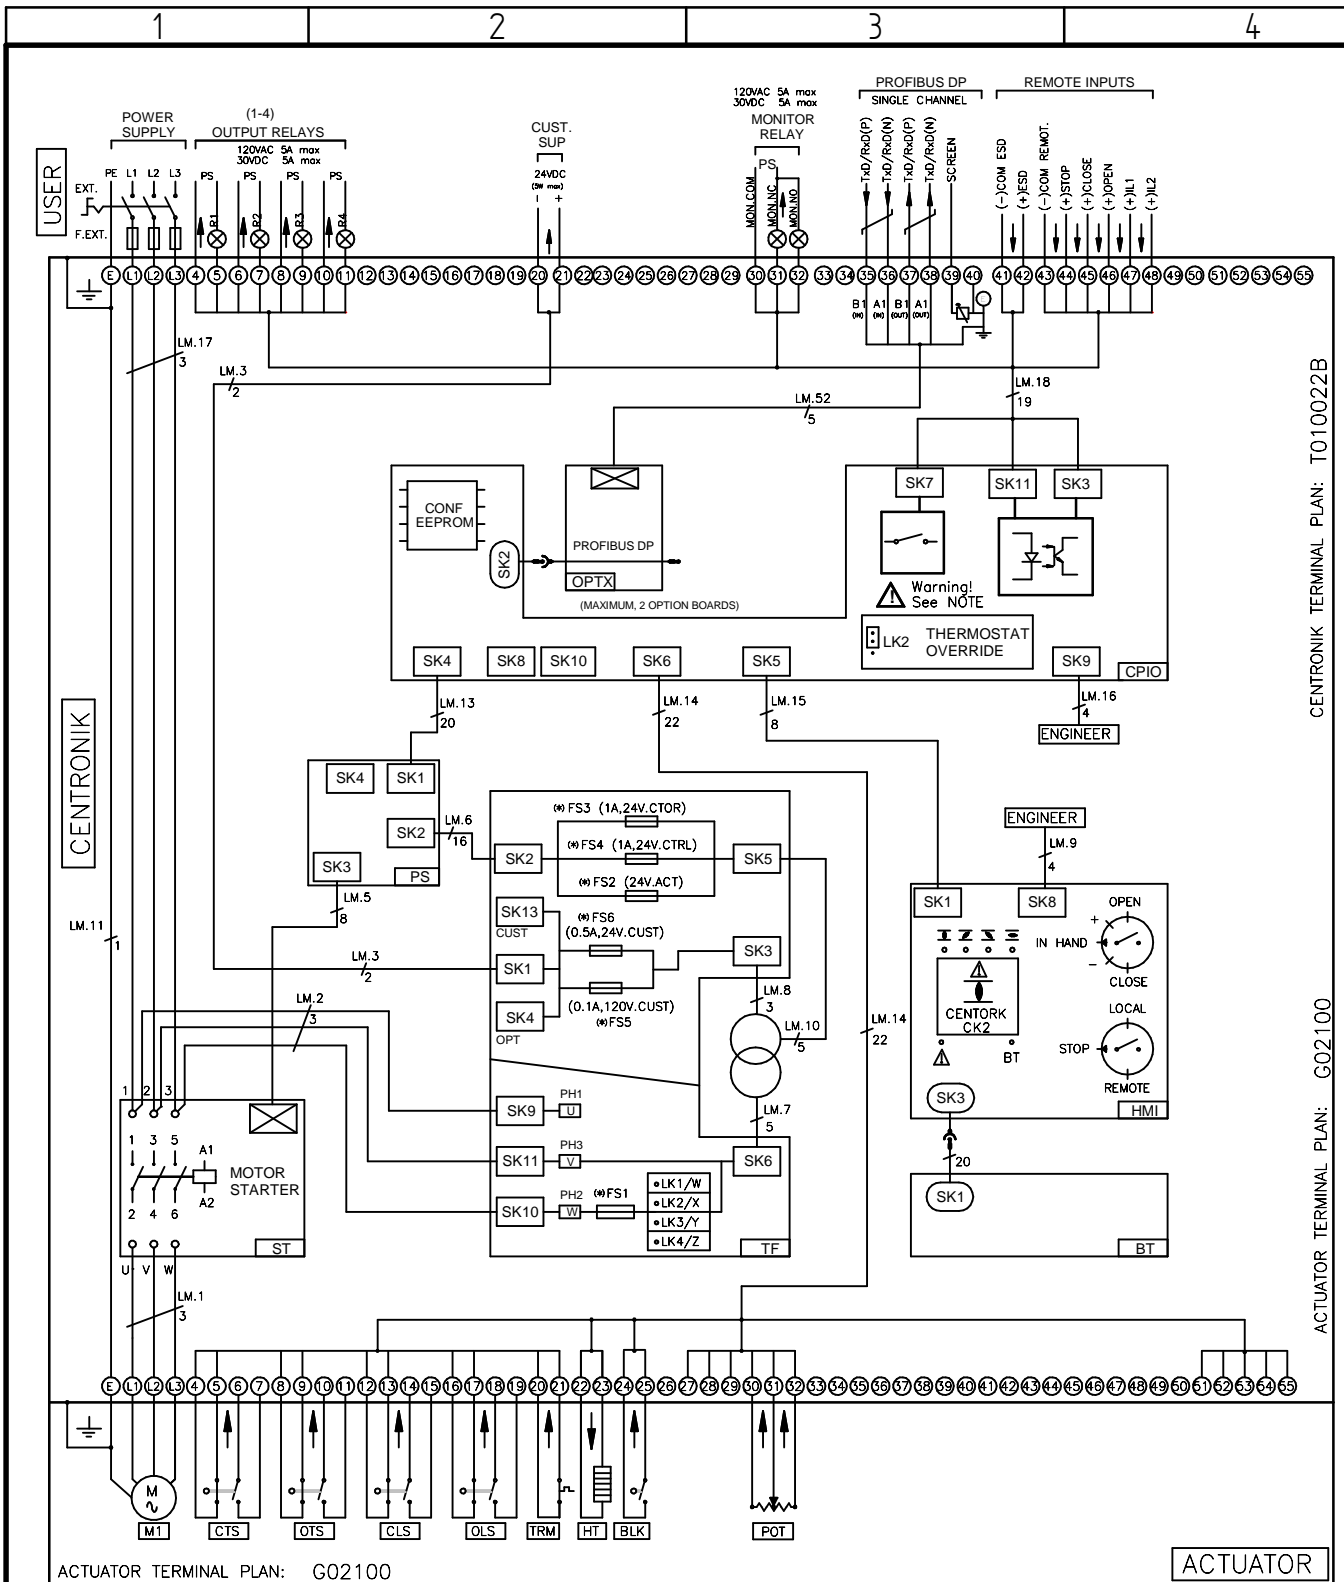 1 2 3 4
USER
POWER SUPPLY
(1-4)
OUTPUT RELAYS
120VAC 5A max
30VDC 5A max
CUST. SUP
24VDC
(5W max)
- +
120VAC 5A max
30VDC 5A max
MONITOR RELAY
PS
PROFIBUS DP
SINGLE CHANNEL
REMOTE INPUTS
PE L1 L2 L3
EXT.
F.EXT.
PS PS PS PS
R1 R2 R3 R4
MON.COM
MON.NC
MON.NO
TxD/RxD(P)
TxD/RxD(N)
TxD/RxD(P)
TxD/RxD(N)
SCREEN
(-)COM ESD
(+)ESD
(-)COM REMOT.
(+)STOP
(+)CLOSE
(+)OPEN
(+)IL1
(+)IL2
E L1 L2 L3 4 5 6 7 8 9 10 11 12 13 14 15 16 17 18 19 20 21 22 23 24 25 26 27 28 29 30 31 32 33 34 35 36 37 38 39 40 41 42 43 44 45 46 47 48 49 50 51 52 53 54 55
B1 A1 B1 A1
(IN) (IN) (OUT) (OUT)
LM.17
3
LM.3
2
LM.52
5
LM.18
19
CENTRONIK TERMINAL PLAN: T010022B
CONF EEPROM
SK2
PROFIBUS DP
OPTX
(MAXIMUM, 2 OPTION BOARDS)
SK7 SK11 SK3
Warning!
See NOTE
LK2
THERMOSTAT OVERRIDE
SK4 SK8 SK10 SK6 SK5 SK9
CPIO
LM.13
20
LM.14
22
LM.15
8
LM.16
4
ENGINEER
CENTRONIK
SK4 SK1
SK2
SK3
PS
LM.6
16
LM.5
8
LM.11
1
(*)FS3 (1A,24V.CTOR)
(*)FS4 (1A,24V.CTRL)
(*)FS2 (24V.ACT)
SK2 SK5
SK13
CUST
(*)FS6
(0.5A,24V.CUST)
SK1
SK3
LM.3
2
LM.2
3
SK4
OPT
(0.1A,120V.CUST)
(*)FS5
LM.8
3
LM.10
5
LM.14
22
LM.7
5
SK9
PH1
U
SK11
PH3
V
SK6
SK10
PH2
W
(*)FS1
LK1/W
LK2/X
LK3/Y
LK4/Z
TF
ENGINEER
LM.9
4
SK1 SK8
OPEN
+
IN HAND
-
CLOSE
CENTORK CK2
BT
LOCAL
STOP
REMOTE
SK3
HMI
20
SK1
BT
1 2 3
1 3 5
A1
A2
2 4 6
MOTOR STARTER
ST
U V W
LM.1
3
ACTUATOR TERMINAL PLAN: G02100
E L1 L2 L3 4 5 6 7 8 9 10 11 12 13 14 15 16 17 18 19 20 21 22 23 24 25 26 27 28 29 30 31 32 33 34 35 36 37 38 39 40 41 42 43 44 45 46 47 48 49 50 51 52 53 54 55
M
M1 CTS OTS CLS OLS TRM HT BLK POT
ACTUATOR TERMINAL PLAN: G02100
ACTUATOR